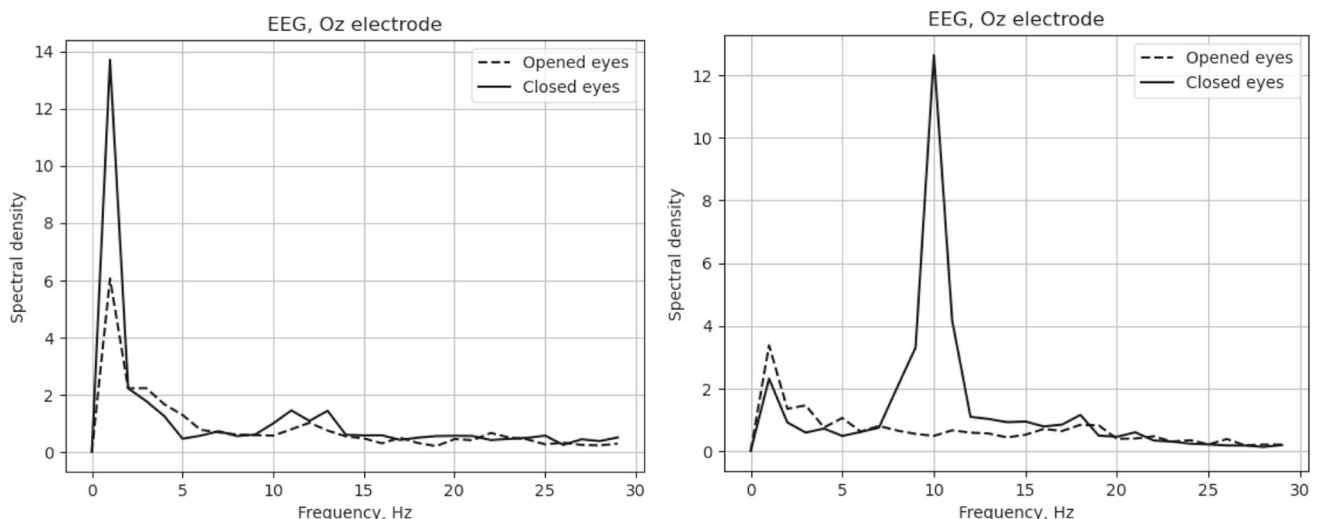 EEG, Oz electrode
Opened eyes
Closed eyes
14
12
10
8
6
4
2
0
Spectral density
0 5 10 15 20 25 30
Frequency, Hz
EEG, Oz electrode
Opened eyes
Closed eyes
12
10
8
6
4
2
0
Spectral density
0 5 10 15 20 25 30
Frequency, Hz